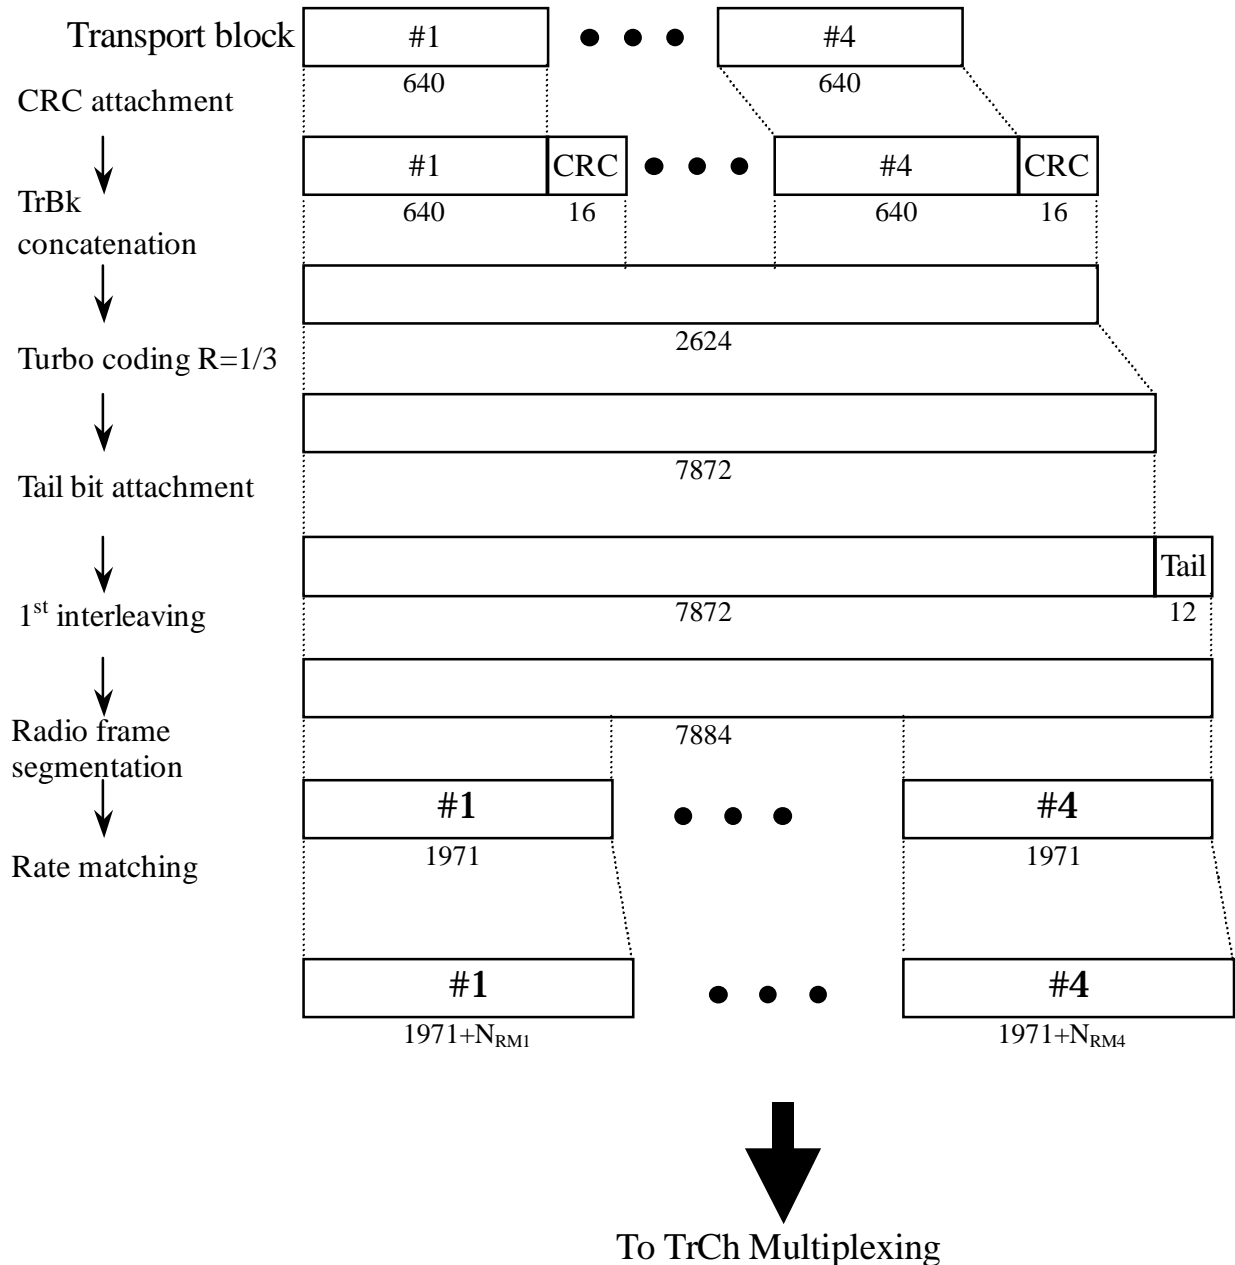 Transport block #1 #4
640 640
CRC attachment
#1 CRC #4 CRC
640 16 640 16
TrBk
concatenation
2624
Turbo coding R=1/3
7872
Tail bit attachment
Tail
7872 12
1st interleaving
7884
Radio frame
segmentation
#1 #4
1971 1971
Rate matching
#1 #4
1971+NRM1 1971+NRM4
To TrCh Multiplexing